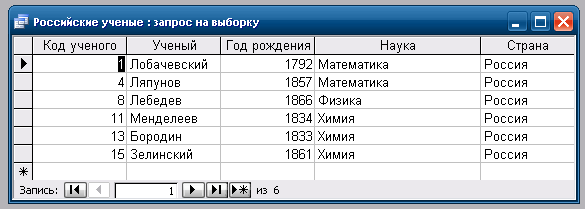 Российские ученые : запрос на выборку
Код ученого Ученый Год рождения Наука Страна
1 Лобачевский 1792 Математика Россия
4 Ляпунов 1857 Математика Россия
8 Лебедев 1866 Физика Россия
11 Менделеев 1834 Химия Россия
13 Бородин 1833 Химия Россия
15 Зелинский 1861 Химия Россия
Запись: 1 из 6